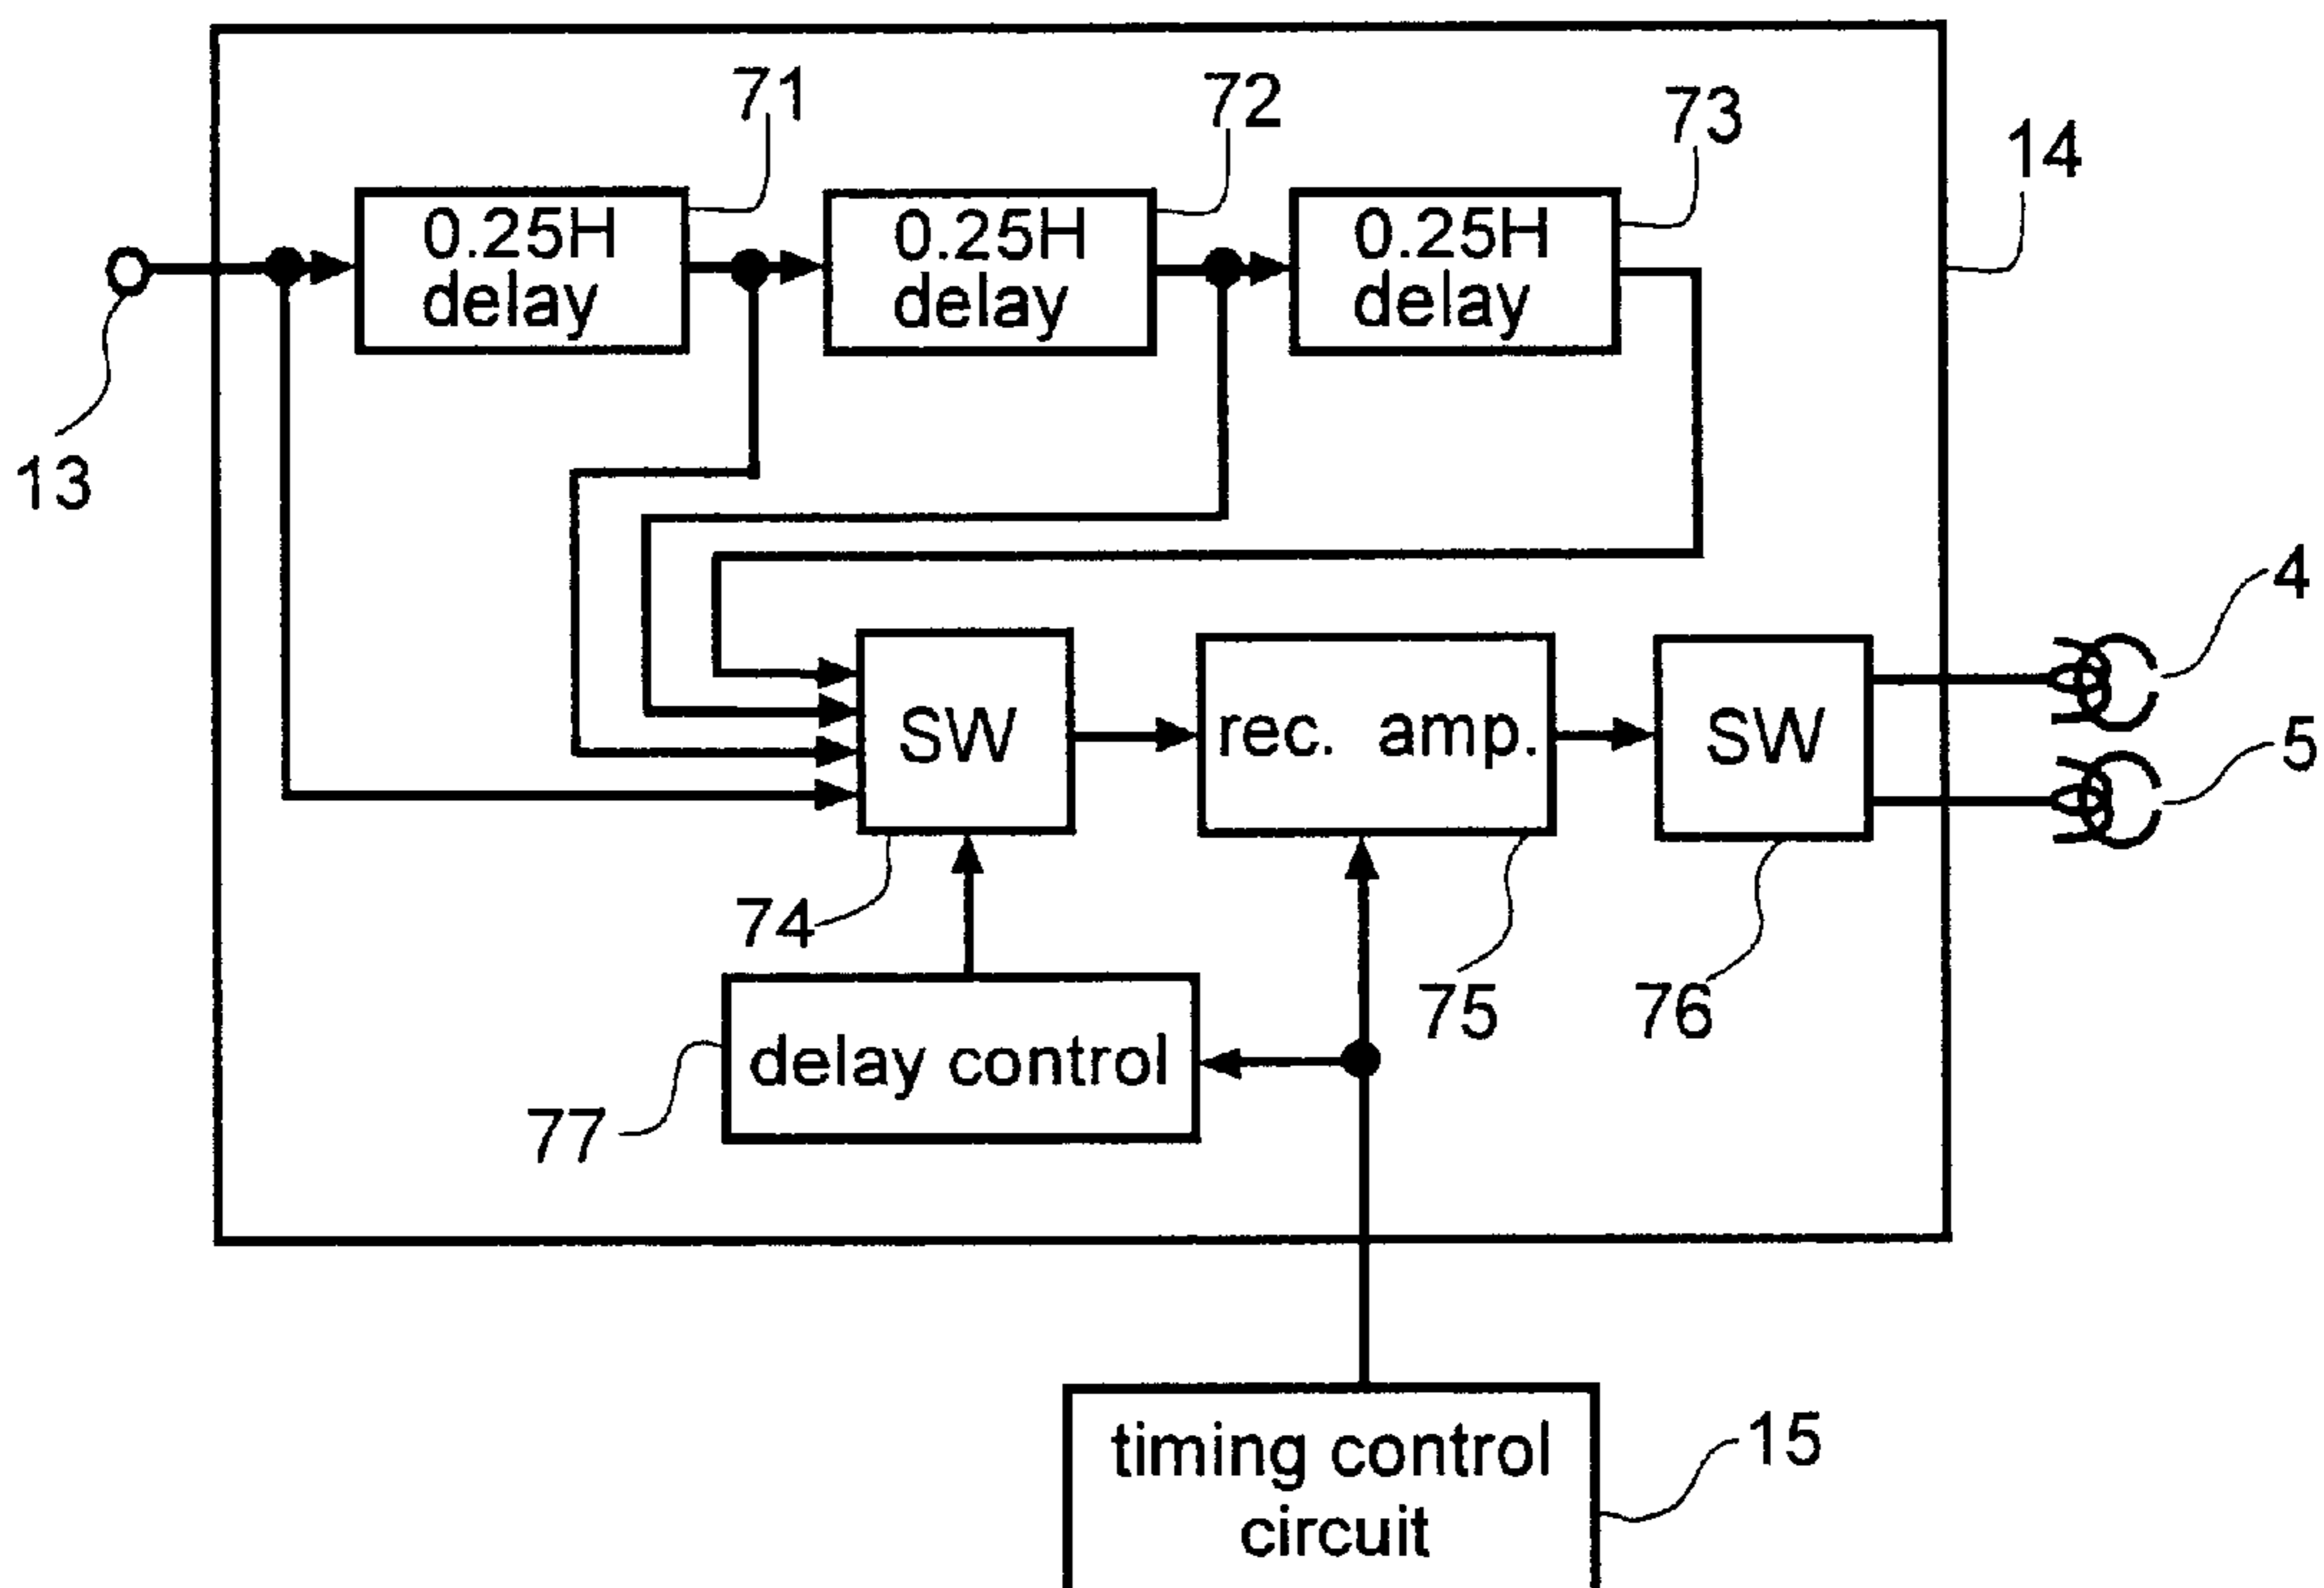 71
72
73
14
0.25H
delay
0.25H
delay
0.25H
delay
13
4
SW
rec. amp.
SW
5
74
75
76
delay control
77
timing control
circuit
15